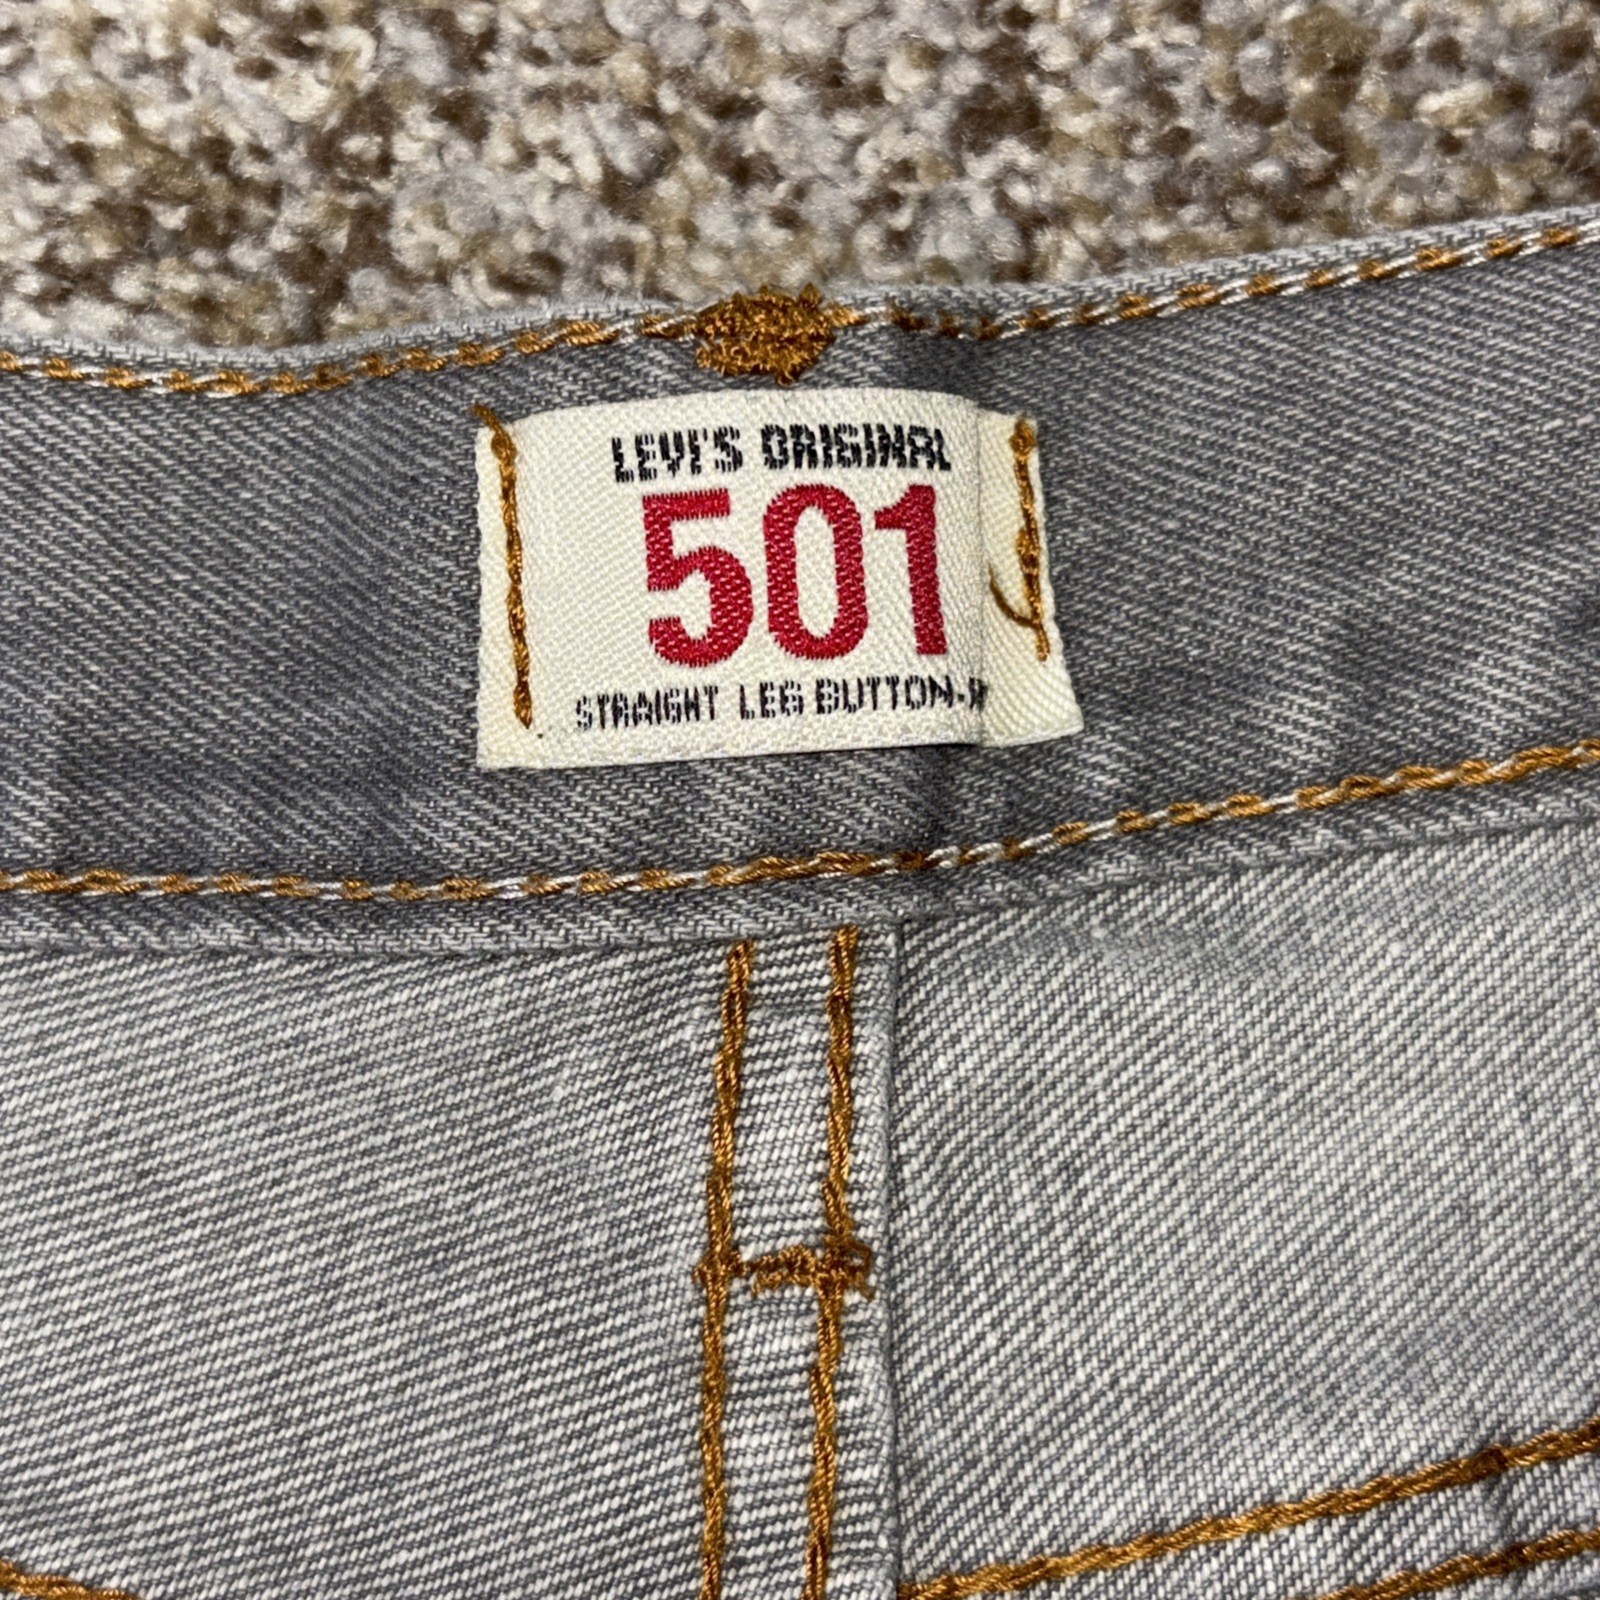 LEVI'S ORIGINAL
501
STRAIGHT LEG BUTTON-